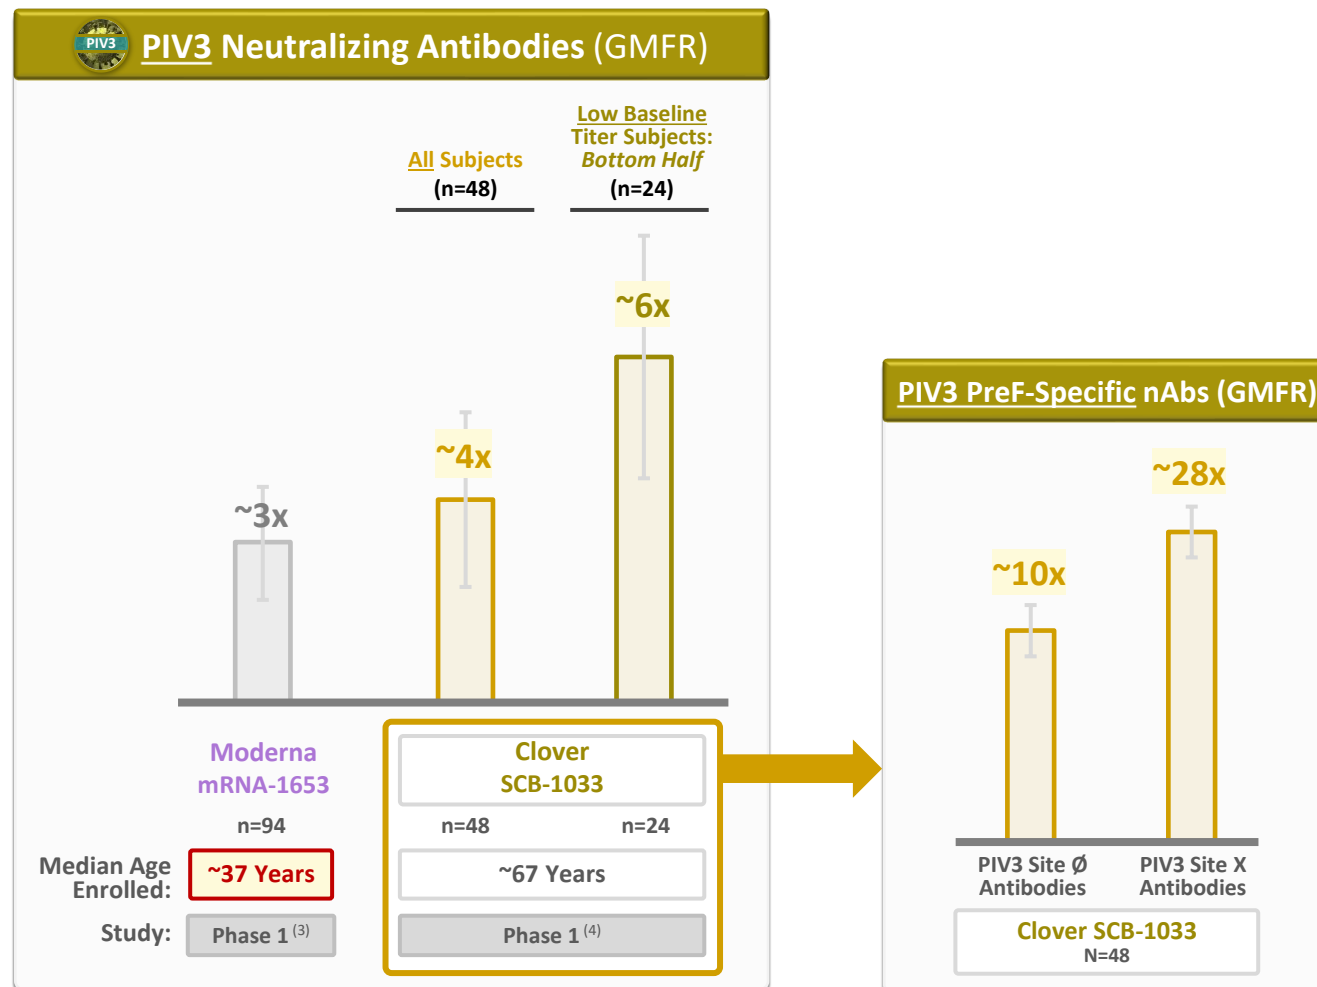 PIV3
PIV3 Neutralizing Antibodies (GMFR)
All Subjects
(n=48)
Low Baseline
Titer Subjects:
Bottom Half
(n=24)
~3x
~4x
~6x
Moderna
mRNA-1653
Clover
SCB-1033
n=94
n=48
n=24
Median Age
Enrolled:
~37 Years
~67 Years
Study:
Phase 1 (3)
Phase 1 (4)
PIV3 PreF-Specific nAbs (GMFR)
~10x
~28x
PIV3 Site Ø
Antibodies
PIV3 Site X
Antibodies
Clover SCB-1033
N=48